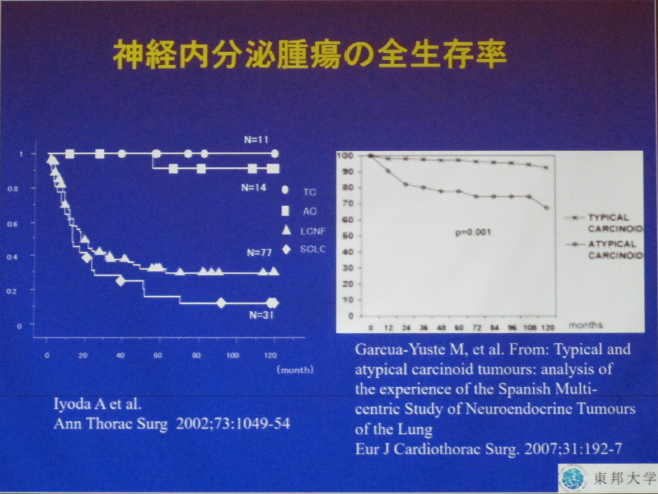 神経内分泌腫瘍の全生存率
N=11
N=14
N=77
N=31
1
0.8
0.6
0.4
0.2
0
0 20 40 60 80 100 120
(month)
TC
AC
LCNE
SCLC
100
90
80
70
60
50
40
30
20
10
0
0 12 24 36 48 60 72 84 96 108 120
months
p=0.001
TYPICAL
CARCINOID
ATYPICAL
CARCINOID
Iyoda A et al.
Ann Thorac Surg 2002;73:1049-54
Garcua-Yuste M, et al. From: Typical and
atypical carcinoid tumours: analysis of
the experience of the Spanish Multi-
centric Study of Neuroendocrine Tumours
of the Lung
Eur J Cardiothorac Surg. 2007;31:192-7
東邦大学